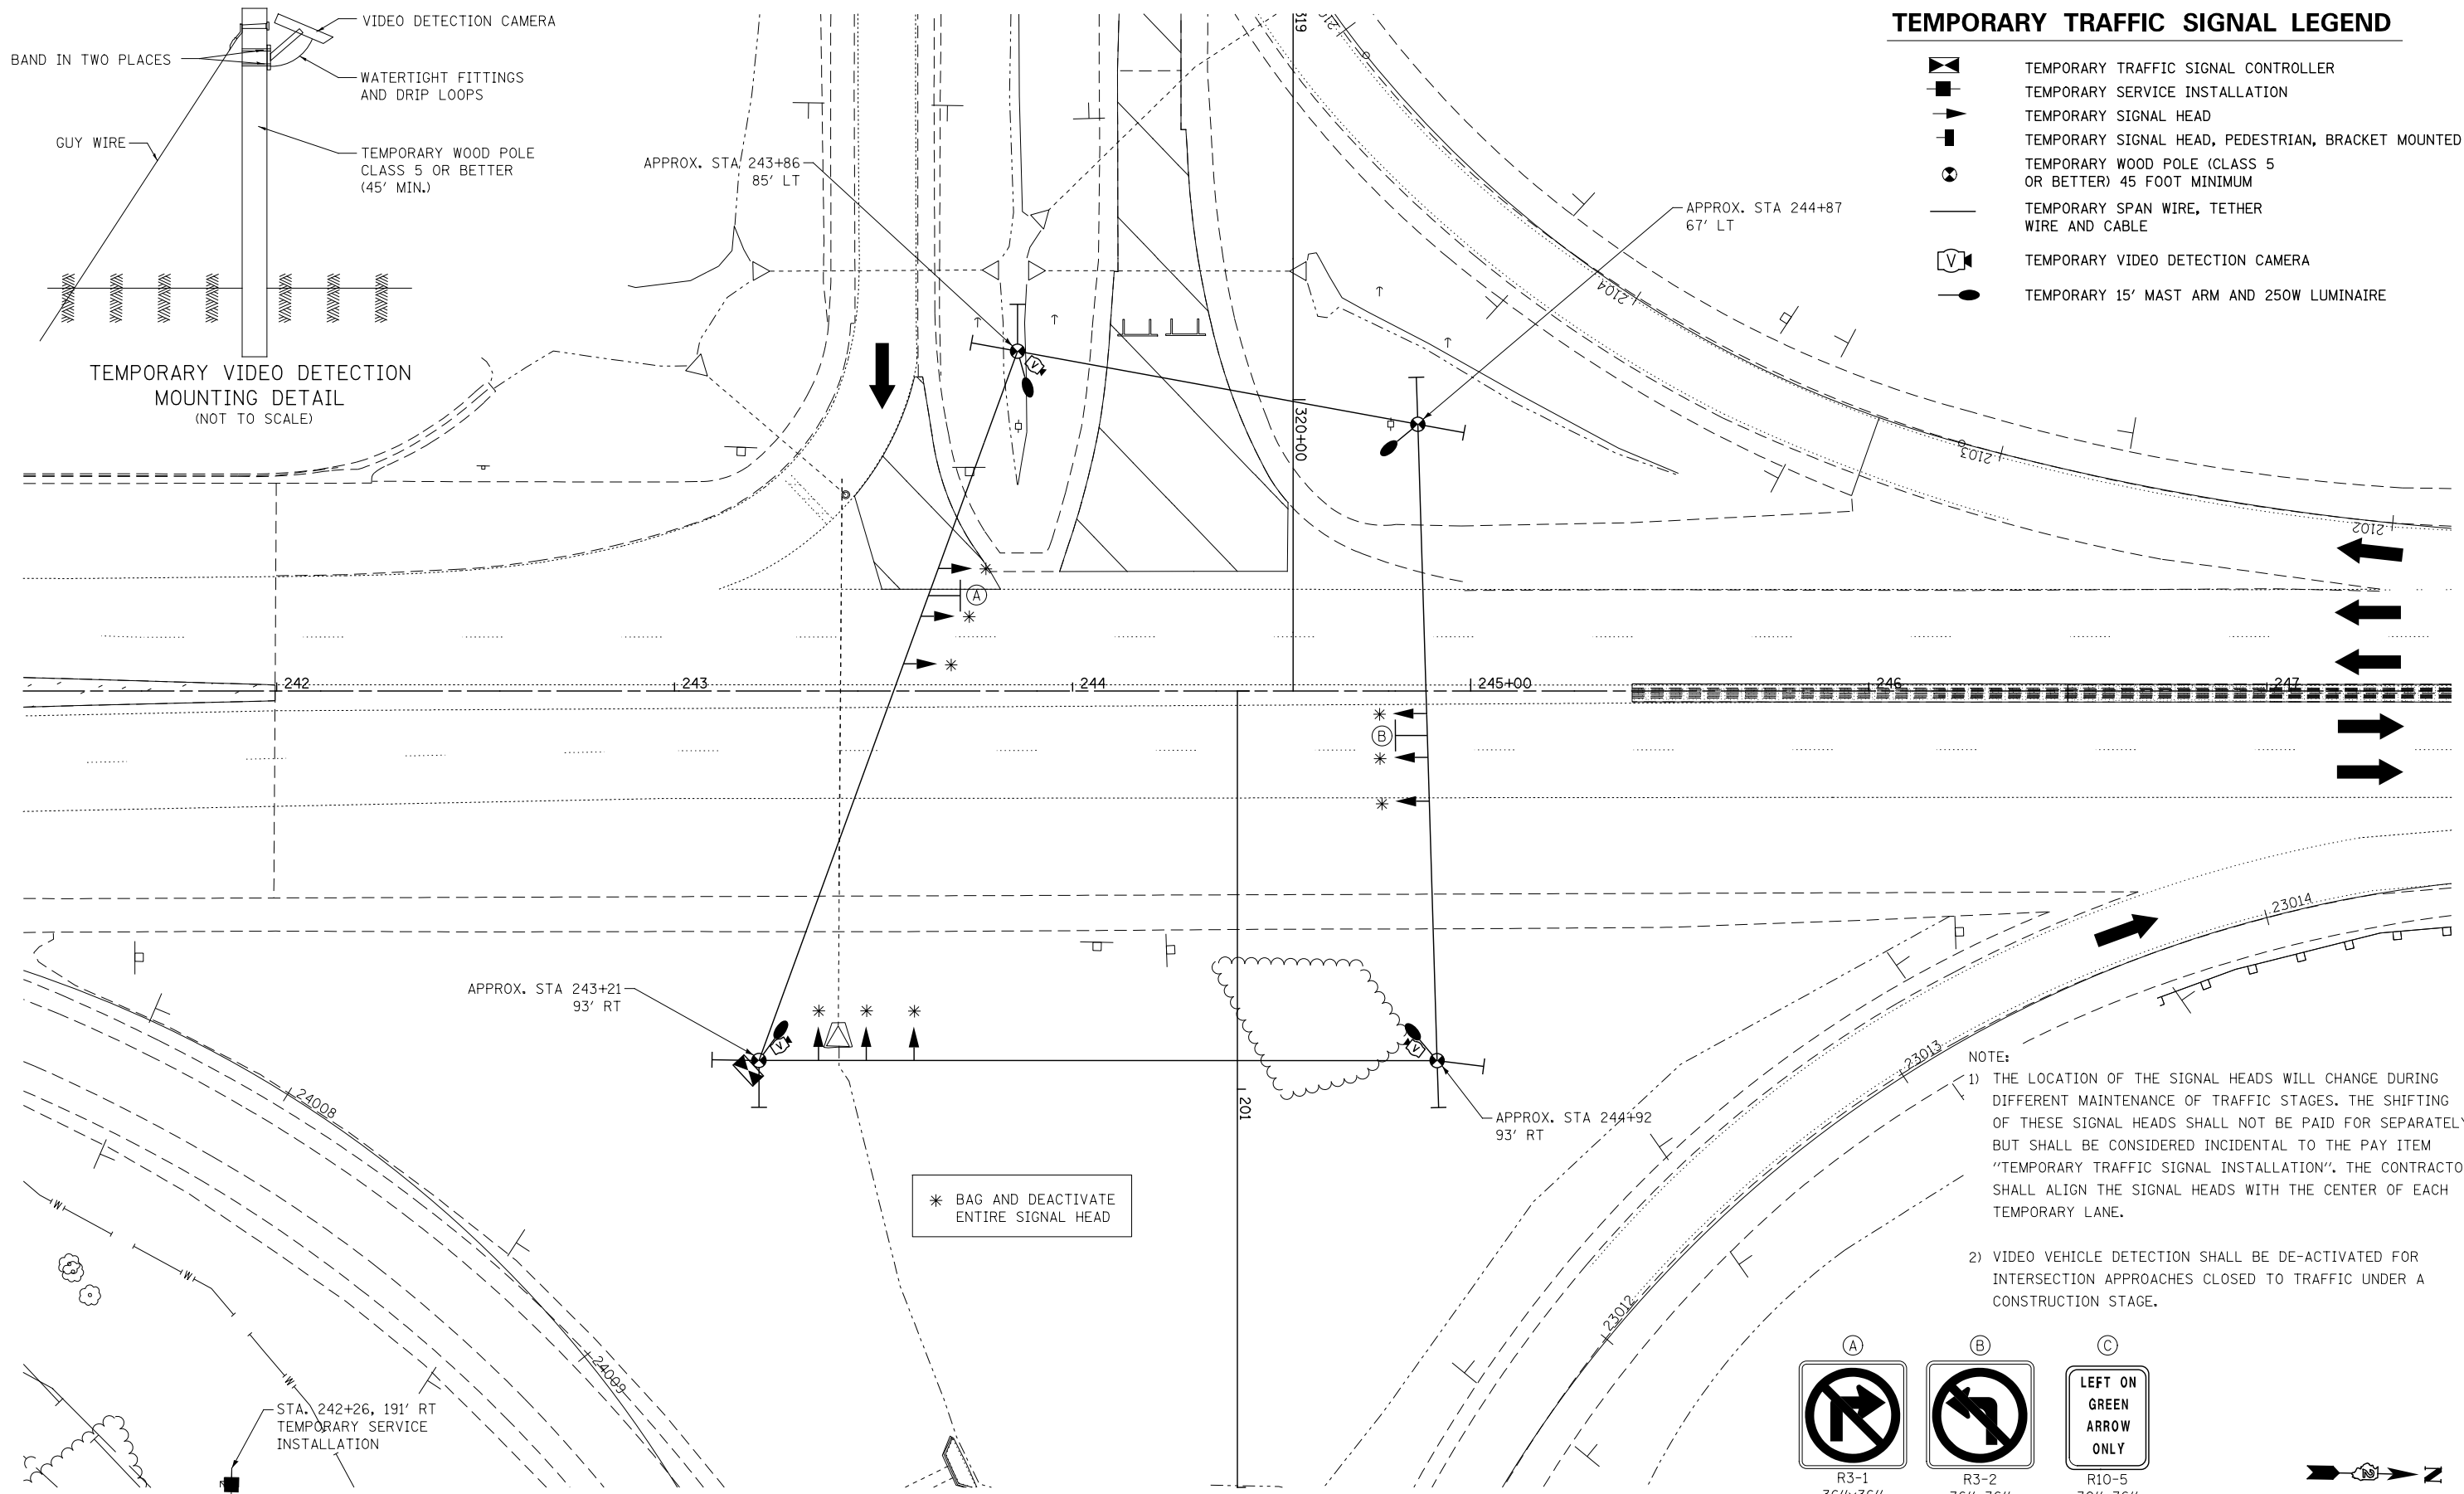 VIDEO DETECTION CAMERA
BAND IN TWO PLACES
WATERTIGHT FITTINGS
AND DRIP LOOPS
GUY WIRE
TEMPORARY WOOD POLE
CLASS 5 OR BETTER
(45' MIN.)
TEMPORARY VIDEO DETECTION
MOUNTING DETAIL
(NOT TO SCALE)
TEMPORARY TRAFFIC SIGNAL LEGEND
TEMPORARY TRAFFIC SIGNAL CONTROLLER
TEMPORARY SERVICE INSTALLATION
TEMPORARY SIGNAL HEAD
TEMPORARY SIGNAL HEAD, PEDESTRIAN, BRACKET MOUNTED
TEMPORARY WOOD POLE (CLASS 5
OR BETTER) 45 FOOT MINIMUM
TEMPORARY SPAN WIRE, TETHER
WIRE AND CABLE
V TEMPORARY VIDEO DETECTION CAMERA
TEMPORARY 15' MAST ARM AND 250W LUMINAIRE
APPROX. STA 243+86
85' LT
APPROX. STA 244+87
67' LT
319
320+00
2104
2103
2102
V
A
242
243
244
245+00
246
247
B
APPROX. STA 243+21
93' RT
V
V
APPROX. STA 244+92
93' RT
201
23014
23013
23012
24008
24009
W
W
W
* BAG AND DEACTIVATE
ENTIRE SIGNAL HEAD
STA. 242+26, 191' RT
TEMPORARY SERVICE
INSTALLATION
NOTE:
1) THE LOCATION OF THE SIGNAL HEADS WILL CHANGE DURING
DIFFERENT MAINTENANCE OF TRAFFIC STAGES. THE SHIFTING
OF THESE SIGNAL HEADS SHALL NOT BE PAID FOR SEPARATELY
BUT SHALL BE CONSIDERED INCIDENTAL TO THE PAY ITEM
"TEMPORARY TRAFFIC SIGNAL INSTALLATION". THE CONTRACTO
SHALL ALIGN THE SIGNAL HEADS WITH THE CENTER OF EACH
TEMPORARY LANE.
2) VIDEO VEHICLE DETECTION SHALL BE DE-ACTIVATED FOR
INTERSECTION APPROACHES CLOSED TO TRAFFIC UNDER A
CONSTRUCTION STAGE.
A
B
C
LEFT ON
GREEN
ARROW
ONLY
R3-1
R3-2
R10-5
N